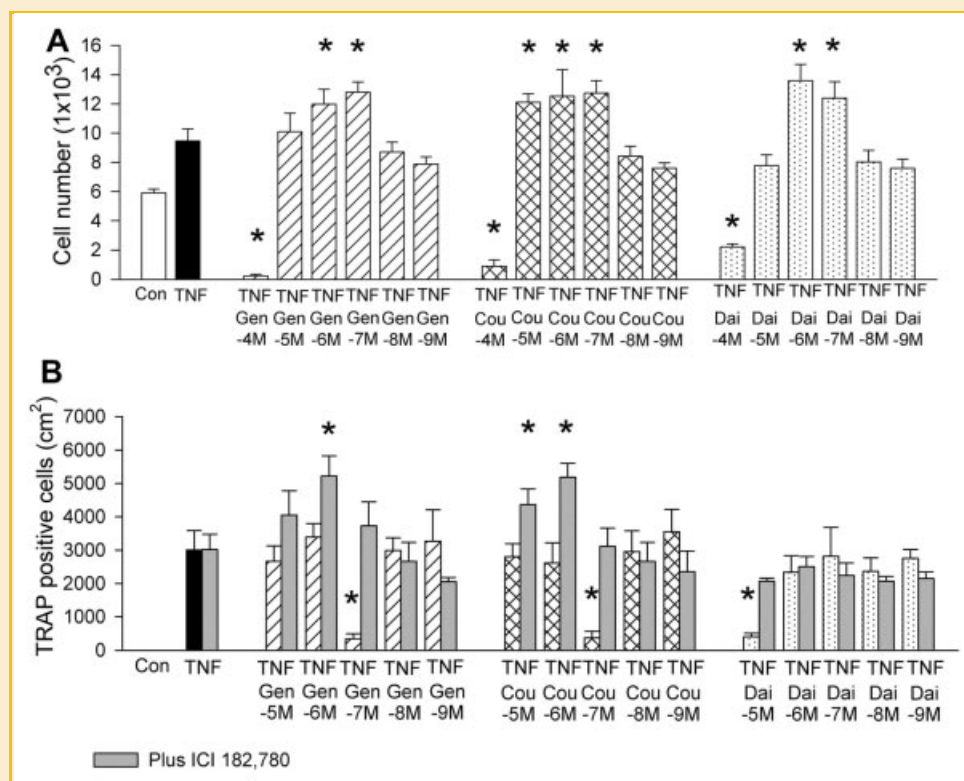 A
Cell number (1x10³)
16
14
12
10
8
6
4
2
0
* * * * * * * * * *
Con TNF TNF TNF TNF TNF TNF TNF TNF TNF TNF TNF TNF TNF TNF TNF TNF TNF TNF TNF
Gen Gen Gen Gen Gen Gen Cou Cou Cou Cou Cou Cou Dai Dai Dai Dai Dai Dai
-4M -5M -6M -7M -8M -9M -4M -5M -6M -7M -8M -9M -4M -5M -6M -7M -8M -9M
B
TRAP positive cells (cm²)
7000
6000
5000
4000
3000
2000
1000
0
* * * * * *
Con TNF TNF TNF TNF TNF TNF TNF TNF TNF TNF TNF TNF TNF TNF TNF TNF
Gen Gen Gen Gen Gen Cou Cou Cou Cou Cou Dai Dai Dai Dai Dai
-5M -6M -7M -8M -9M -5M -6M -7M -8M -9M -5M -6M -7M -8M -9M
Plus ICI 182,780